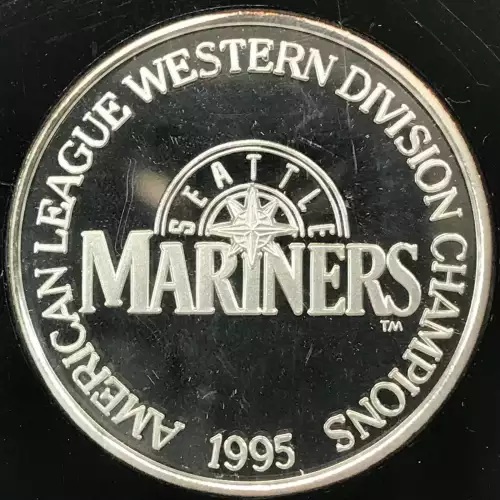 AMERICAN LEAGUE WESTERN DIVISION CHAMPIONS
SEATTLE
MARINERS
TM
1995